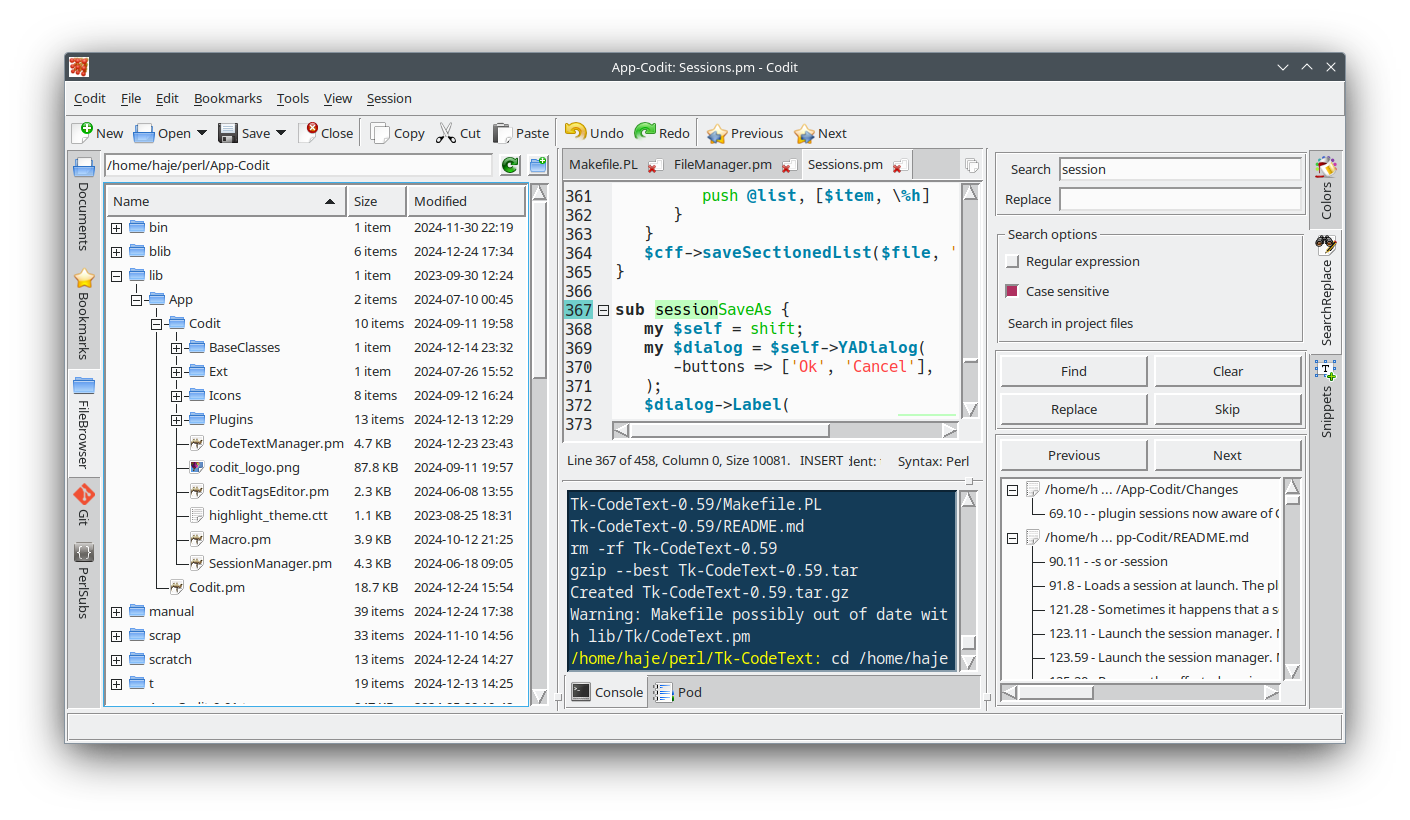 App-Codit: Sessions.pm - Codit
Codit File Edit Bookmarks Tools View Session
New Open Save Close Copy Cut Paste Undo Redo Previous Next
Documents
Bookmarks
FileBrowser
Git
PerlSubs
/home/haje/perl/App-Codit
Name Size Modified
bin 1 item 2024-11-30 22:19
blib 6 items 2024-12-24 17:34
lib 1 item 2023-09-30 12:24
App 2 items 2024-07-10 00:45
Codit 10 items 2024-09-11 19:58
BaseClasses 1 item 2024-12-14 23:32
Ext 1 item 2024-07-26 15:52
Icons 8 items 2024-09-12 16:24
Plugins 13 items 2024-12-13 12:29
CodeTextManager.pm 4.7 KB 2024-12-23 23:43
codit_logo.png 87.8 KB 2024-09-11 19:57
CoditTagsEditor.pm 2.3 KB 2024-06-08 13:55
highlight_theme.ctt 1.1 KB 2023-08-25 18:31
Macro.pm 3.9 KB 2024-10-12 21:25
SessionManager.pm 4.3 KB 2024-06-18 09:05
Codit.pm 18.7 KB 2024-12-24 15:54
manual 39 items 2024-12-24 17:38
scrap 33 items 2024-11-10 14:56
scratch 13 items 2024-12-24 14:27
t 19 items 2024-12-13 14:25
Makefile.PL FileManager.pm Sessions.pm
361 push @list, [$item, \%h]
362 }
363 }
364 $cff->saveSectionedList($file, '
365 }
366
367 sub sessionSaveAs {
368 my $self = shift;
369 my $dialog = $self->YADialog(
370 -buttons => ['Ok', 'Cancel'],
371 );
372 $dialog->Label(
373
Line 367 of 458, Column 0, Size 10081. INSERT dent: Syntax: Perl
Tk-CodeText-0.59/Makefile.PL
Tk-CodeText-0.59/README.md
rm -rf Tk-CodeText-0.59
gzip --best Tk-CodeText-0.59.tar
Created Tk-CodeText-0.59.tar.gz
Warning: Makefile possibly out of date wit
h lib/Tk/CodeText.pm
/home/haje/perl/Tk-CodeText: cd /home/haje
Console Pod
Search session
Replace
Search options
Regular expression
Case sensitive
Search in project files
Find Clear
Replace Skip
Previous Next
/home/h ... /App-Codit/Changes
69.10 - - plugin sessions now aware of
/home/h ... pp-Codit/README.md
90.11 - -s or -session
91.8 - Loads a session at launch. The pl
121.28 - Sometimes it happens that a s
123.11 - Launch the session manager.
123.59 - Launch the session manager.
Colors
SearchReplace
Snippets